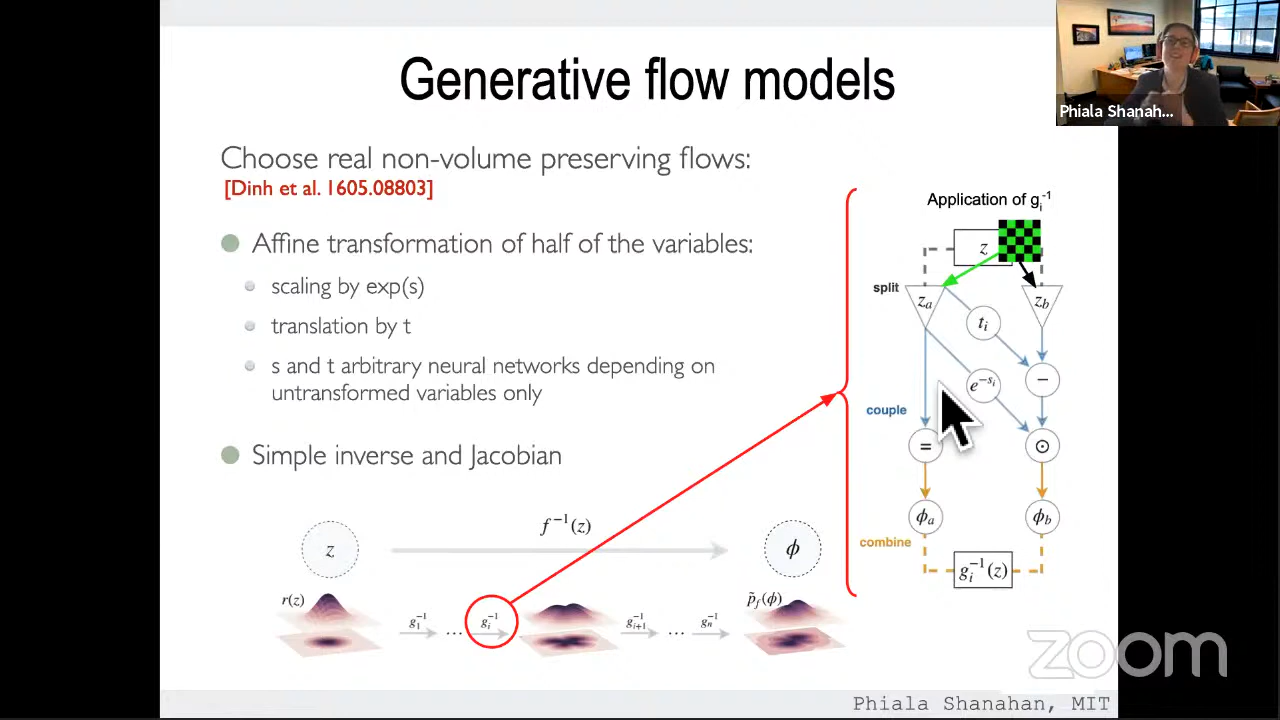 Generative flow models
Phiala Shanah...
Choose real non-volume preserving flows:
[Dinh et al. 1605.08803]
Affine transformation of half of the variables:
scaling by exp(s)
translation by t
s and t arbitrary neural networks depending on
untransformed variables only
Simple inverse and Jacobian
z
f⁻¹(z)
ϕ
r(z)
g₁⁻¹
...
gᵢ⁻¹
gᵢ₊₁⁻¹
...
gₙ⁻¹
p̃_f(ϕ)
Application of gᵢ⁻¹
z
split
zₐ
z_b
tᵢ
e^{-sᵢ}
−
couple
=
⊙
ϕₐ
ϕ_b
combine
gᵢ⁻¹(z)
zoom
Phiala Shanahan, MIT